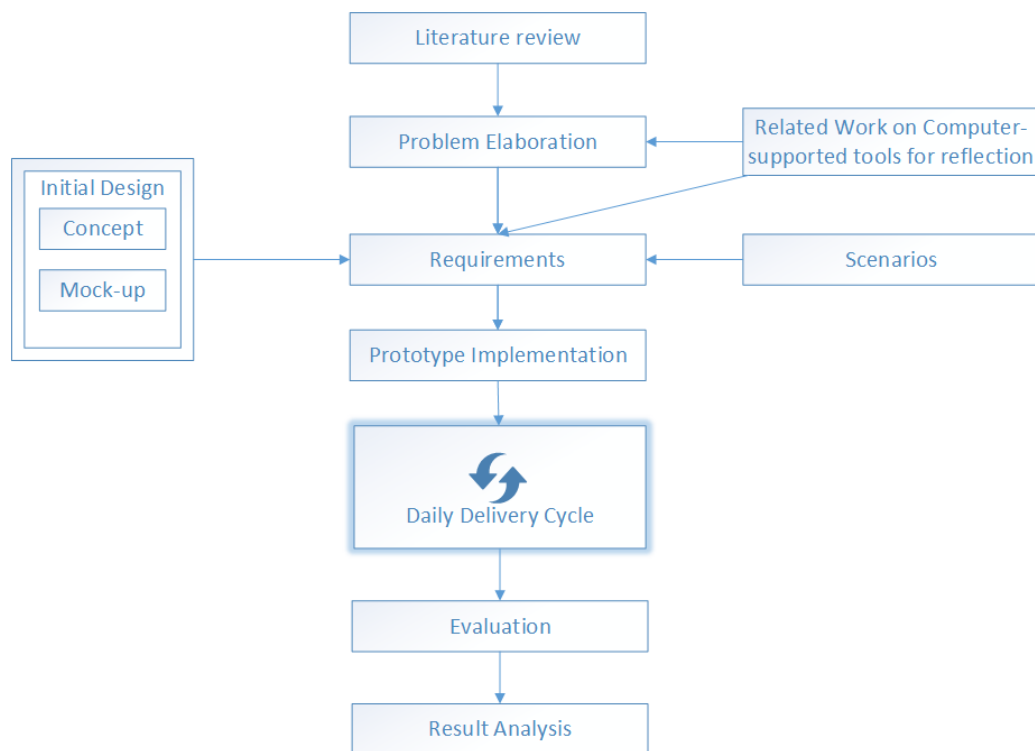 Literature review
Problem Elaboration
Related Work on Computer-
supported tools for reflection
Initial Design
Concept
Mock-up
Requirements
Scenarios
Prototype Implementation
Daily Delivery Cycle
Evaluation
Result Analysis